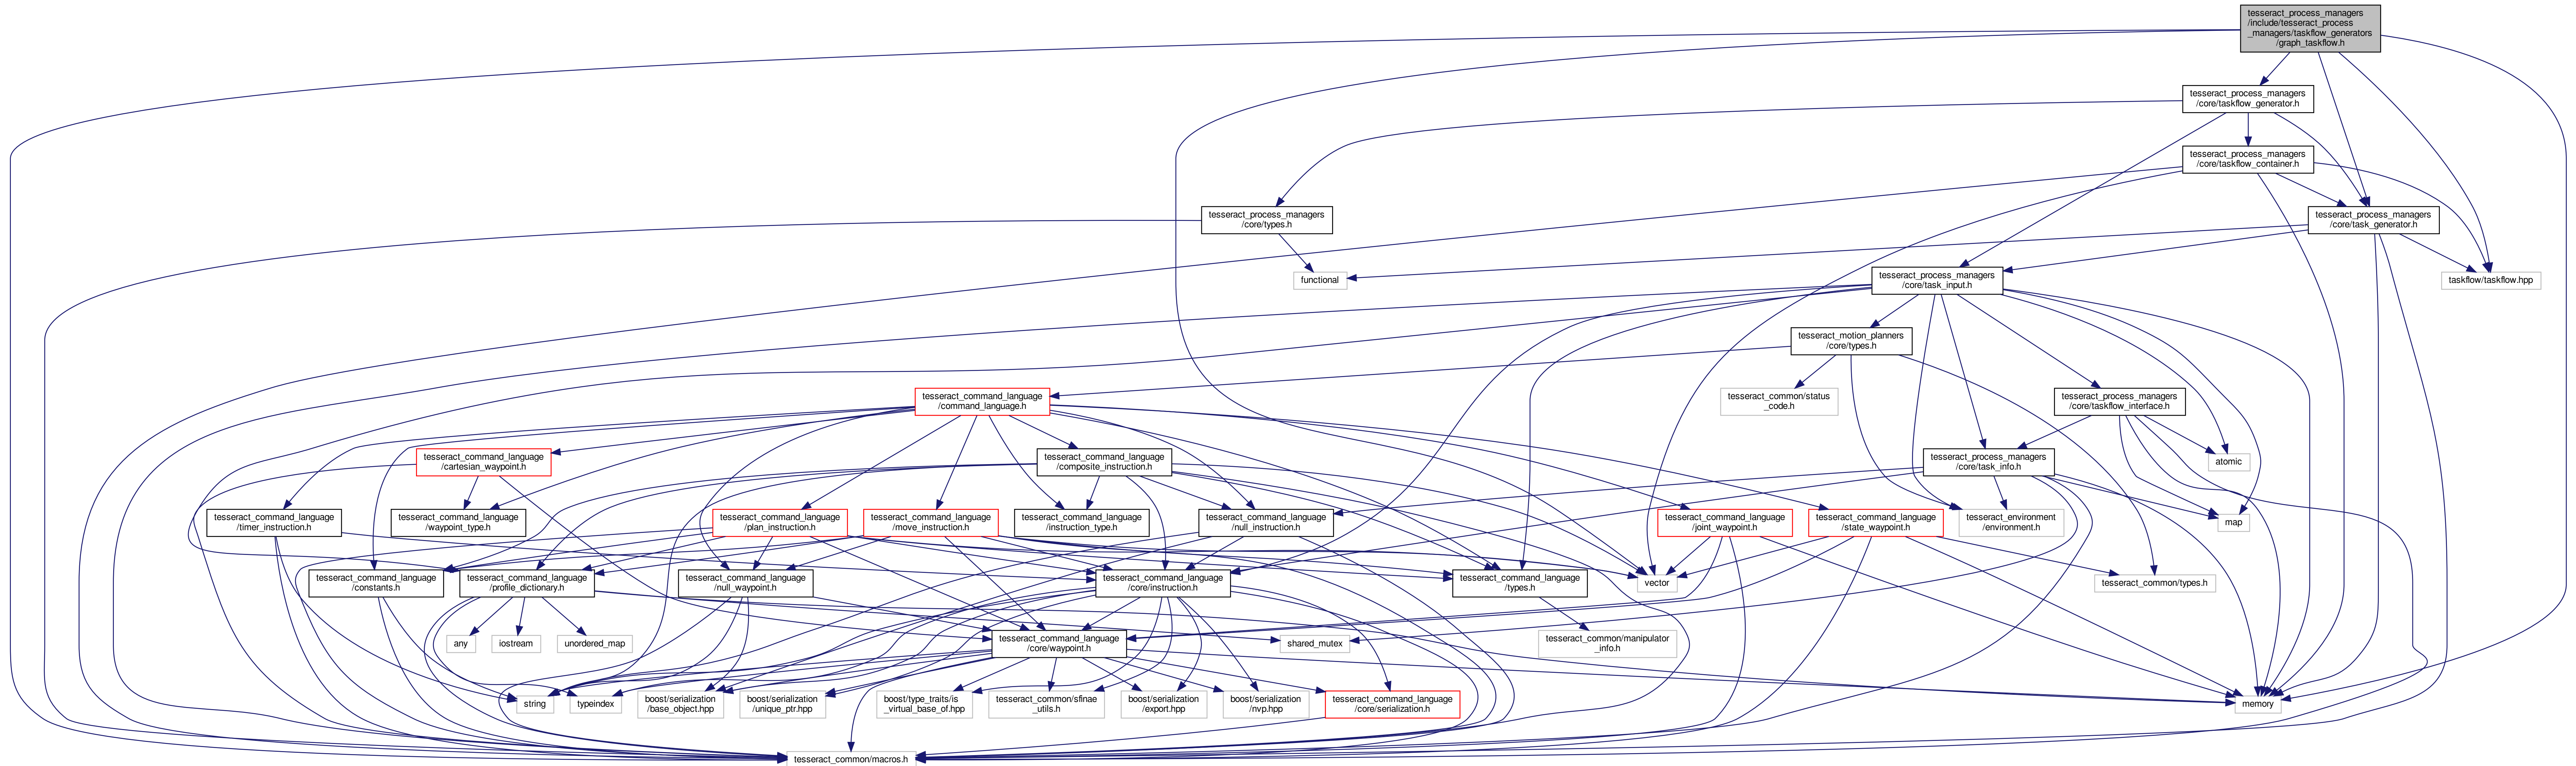 tesseract_process_managers
/include/tesseract_process
_managers/taskflow_generators
/graph_taskflow.h
tesseract_process_managers
/core/taskflow_generator.h
tesseract_process_managers
/core/taskflow_container.h
tesseract_process_managers
/core/types.h
tesseract_process_managers
/core/task_generator.h
functional
tesseract_process_managers
/core/task_input.h
taskflow/taskflow.hpp
tesseract_motion_planners
/core/types.h
tesseract_command_language
/command_language.h
tesseract_common/status
_code.h
tesseract_process_managers
/core/taskflow_interface.h
tesseract_command_language
/cartesian_waypoint.h
tesseract_command_language
/composite_instruction.h
tesseract_process_managers
/core/task_info.h
atomic
tesseract_command_language
/timer_instruction.h
tesseract_command_language
/waypoint_type.h
tesseract_command_language
/plan_instruction.h
tesseract_command_language
/move_instruction.h
tesseract_command_language
/instruction_type.h
tesseract_command_language
/null_instruction.h
tesseract_command_language
/joint_waypoint.h
tesseract_command_language
/state_waypoint.h
tesseract_environment
/environment.h
map
tesseract_command_language
/constants.h
tesseract_command_language
/profile_dictionary.h
tesseract_command_language
/null_waypoint.h
tesseract_command_language
/core/instruction.h
tesseract_command_language
/types.h
vector
tesseract_common/types.h
any
iostream
unordered_map
tesseract_command_language
/core/waypoint.h
shared_mutex
tesseract_common/manipulator
_info.h
string
typeindex
boost/serialization
/base_object.hpp
boost/serialization
/unique_ptr.hpp
boost/type_traits/is
_virtual_base_of.hpp
tesseract_common/sfinae
_utils.h
boost/serialization
/export.hpp
boost/serialization
/nvp.hpp
tesseract_command_language
/core/serialization.h
memory
tesseract_common/macros.h